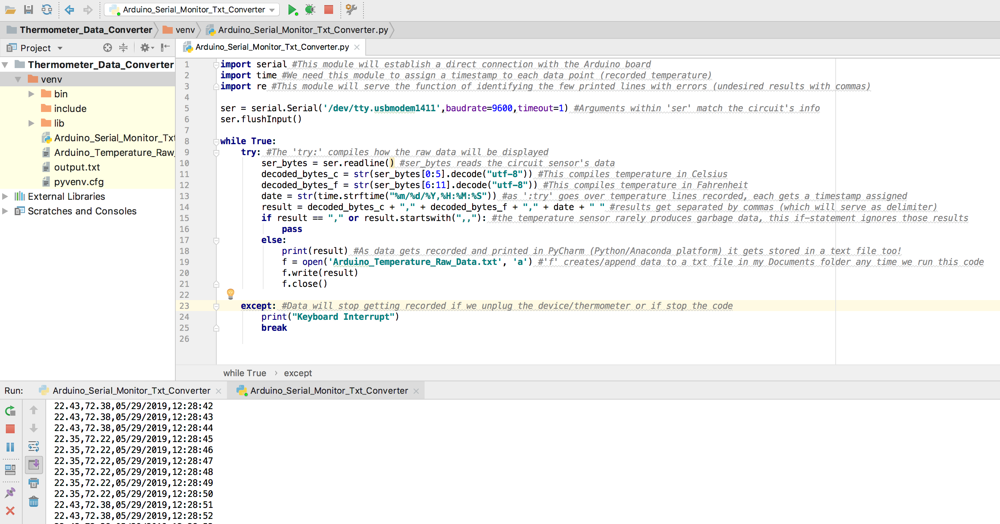 Arduino_Serial_Monitor_Txt_Converter
Thermometer_Data_Converter venv Arduino_Serial_Monitor_Txt_Converter.py
Project
Arduino_Serial_Monitor_Txt_Converter.py
Thermometer_Data_Converter
venv
bin
include
lib
Arduino_Serial_Monitor_Txt
Arduino_Temperature_Raw_
output.txt
pyvenv.cfg
External Libraries
Scratches and Consoles
1 import serial #This module will establish a direct connection with the Arduino board
2 import time #We need this module to assign a timestamp to each data point (recorded temperature)
3 import re #This module will serve the function of identifying the few printed lines with errors (undesired results with commas)
4
5 ser = serial.Serial('/dev/tty.usbmodem1411',baudrate=9600,timeout=1) #Arguments within 'ser' match the circuit's info
6 ser.flushInput()
7
8 while True:
9 try: #The 'try:' compiles how the raw data will be displayed
10 ser_bytes = ser.readline() #ser_bytes reads the circuit sensor's data
11 decoded_bytes_c = str(ser_bytes[0:5].decode("utf-8")) #This compiles temperature in Celsius
12 decoded_bytes_f = str(ser_bytes[6:11].decode("utf-8")) #This compiles temperature in Fahrenheit
13 date = str(time.strftime("%m/%d/%Y,%H:%M:%S")) #as ':try' goes over temperature lines recorded, each gets a timestamp assigned
14 result = decoded_bytes_c + "," + decoded_bytes_f + "," + date + " " #results get separated by commas (which will serve as delimiter)
15 if result == "," or result.startswith(",,"): #the temperature sensor rarely produces garbage data, this if-statement ignores those results
16 pass
17 else:
18 print(result) #As data gets recorded and printed in PyCharm (Python/Anaconda platform) it gets stored in a text file too!
19 f = open('Arduino_Temperature_Raw_Data.txt', 'a') #'f' creates/append data to a txt file in my Documents folder any time we run this code
20 f.write(result)
21 f.close()
22
23 except: #Data will stop getting recorded if we unplug the device/thermometer or if stop the code
24 print("Keyboard Interrupt")
25 break
26
while True › except
Run: Arduino_Serial_Monitor_Txt_Converter Arduino_Serial_Monitor_Txt_Converter
22.43,72.38,05/29/2019,12:28:42
22.43,72.38,05/29/2019,12:28:43
22.43,72.38,05/29/2019,12:28:44
22.35,72.22,05/29/2019,12:28:45
22.35,72.22,05/29/2019,12:28:46
22.35,72.22,05/29/2019,12:28:47
22.35,72.22,05/29/2019,12:28:48
22.35,72.22,05/29/2019,12:28:49
22.35,72.22,05/29/2019,12:28:50
22.43,72.38,05/29/2019,12:28:51
22.43,72.38,05/29/2019,12:28:52